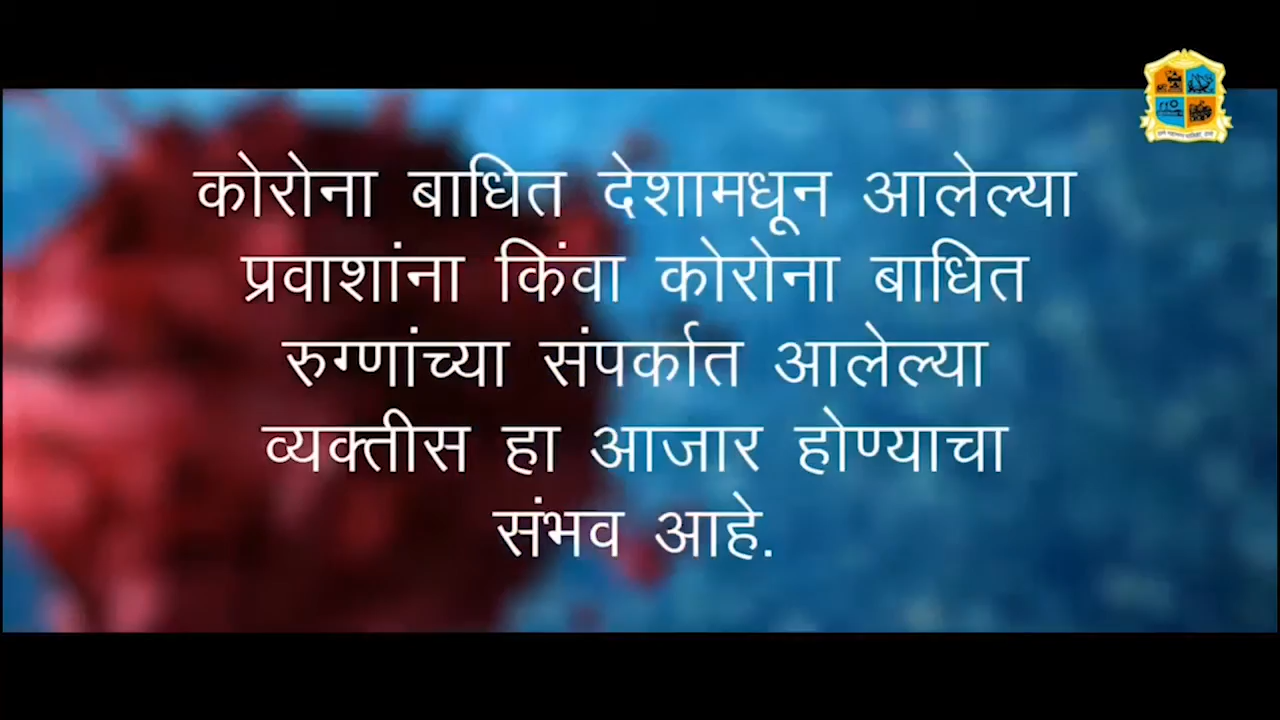 कोरोना बाधित देशामधून आलेल्या
प्रवाशांना किंवा कोरोना बाधित
रुग्णांच्या संपर्कात आलेल्या
व्यक्तीस हा आजार होण्याचा
संभव आहे.